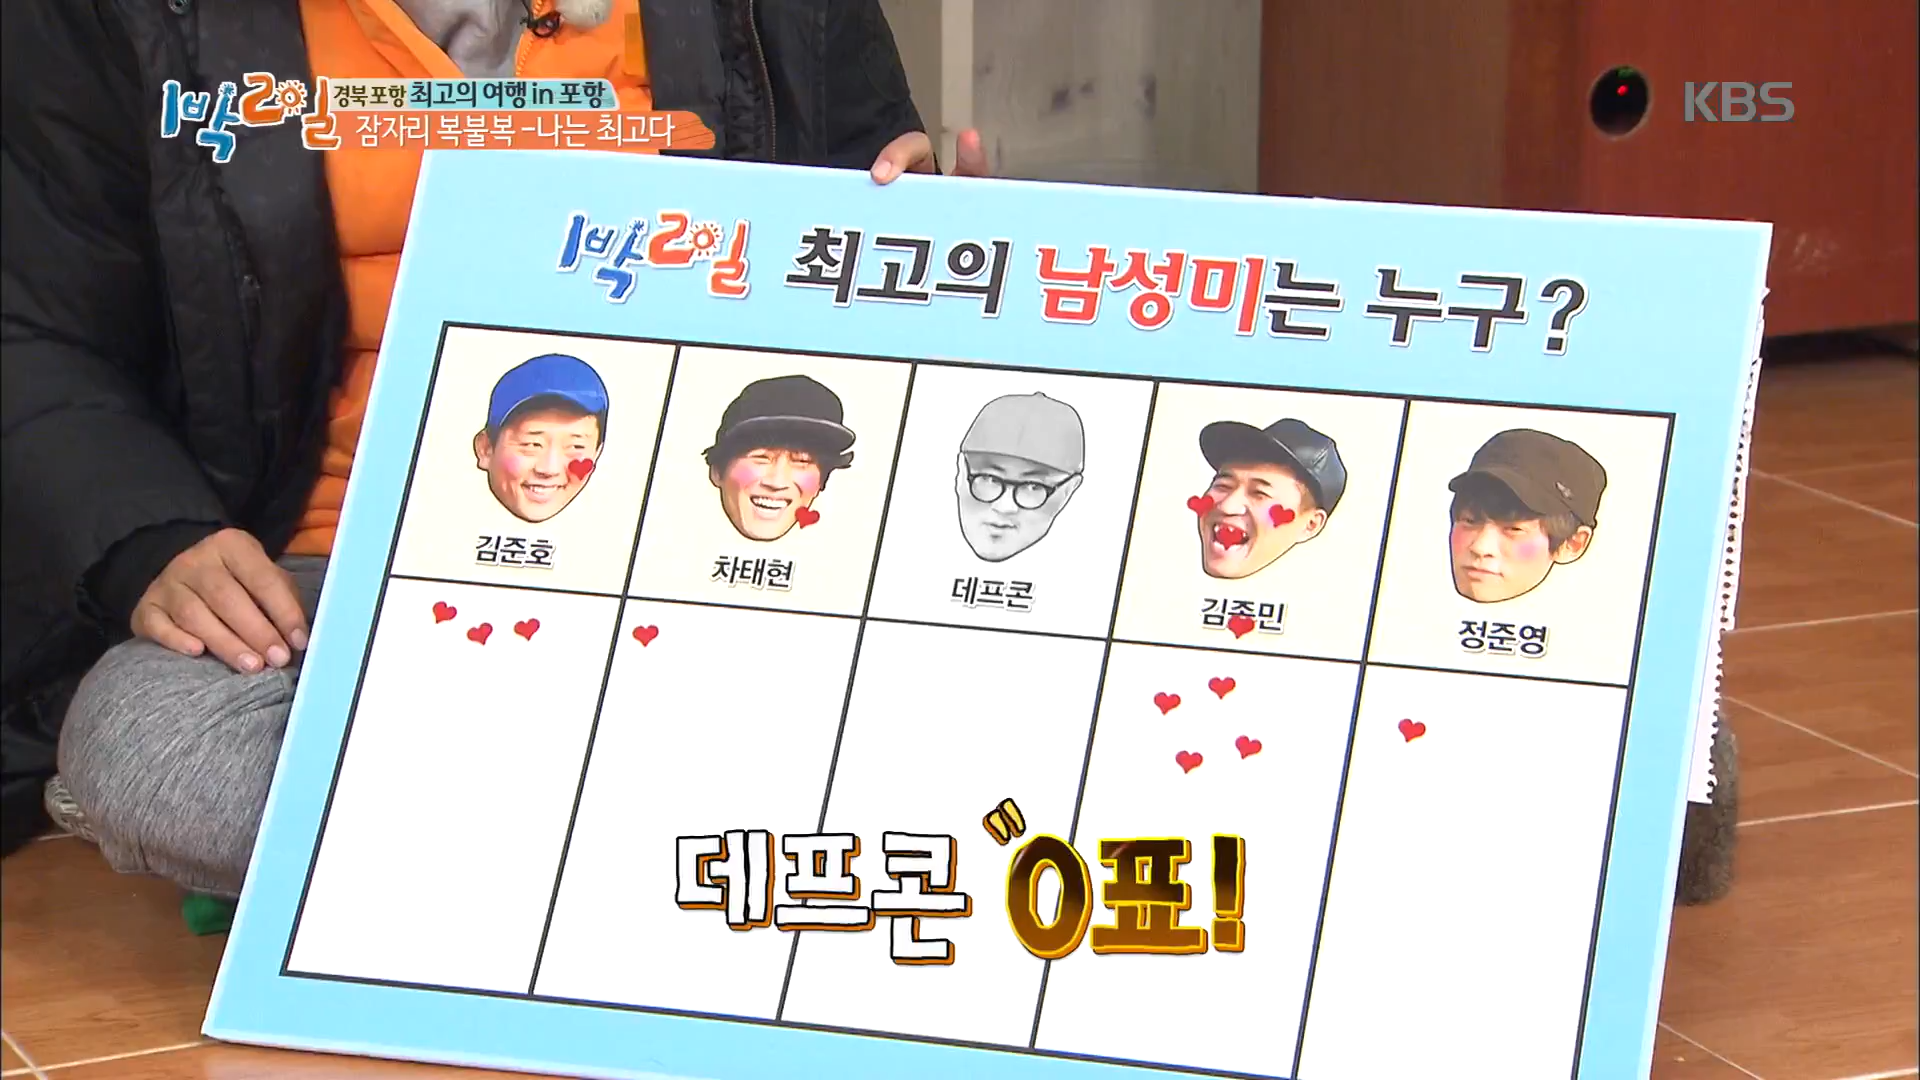 1박2일 경북 포항 최고의 여행 in 포항
잠자리 복불복 -나는 최고다
KBS
1박2일 최고의 남성미는 누구?
김준호
차태현
데프콘
김종민
정준영
데프콘 "0표!